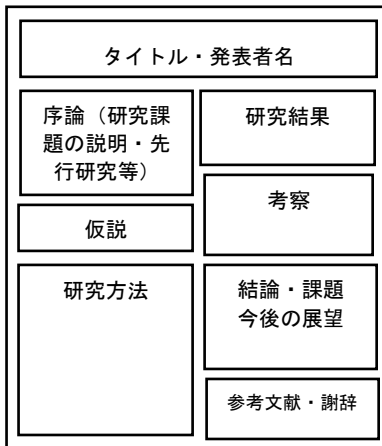 タイトル・発表者名
序論（研究課
題の説明・先
行研究等）
仮説
研究方法
研究結果
考察
結論・課題
今後の展望
参考文献・謝辞